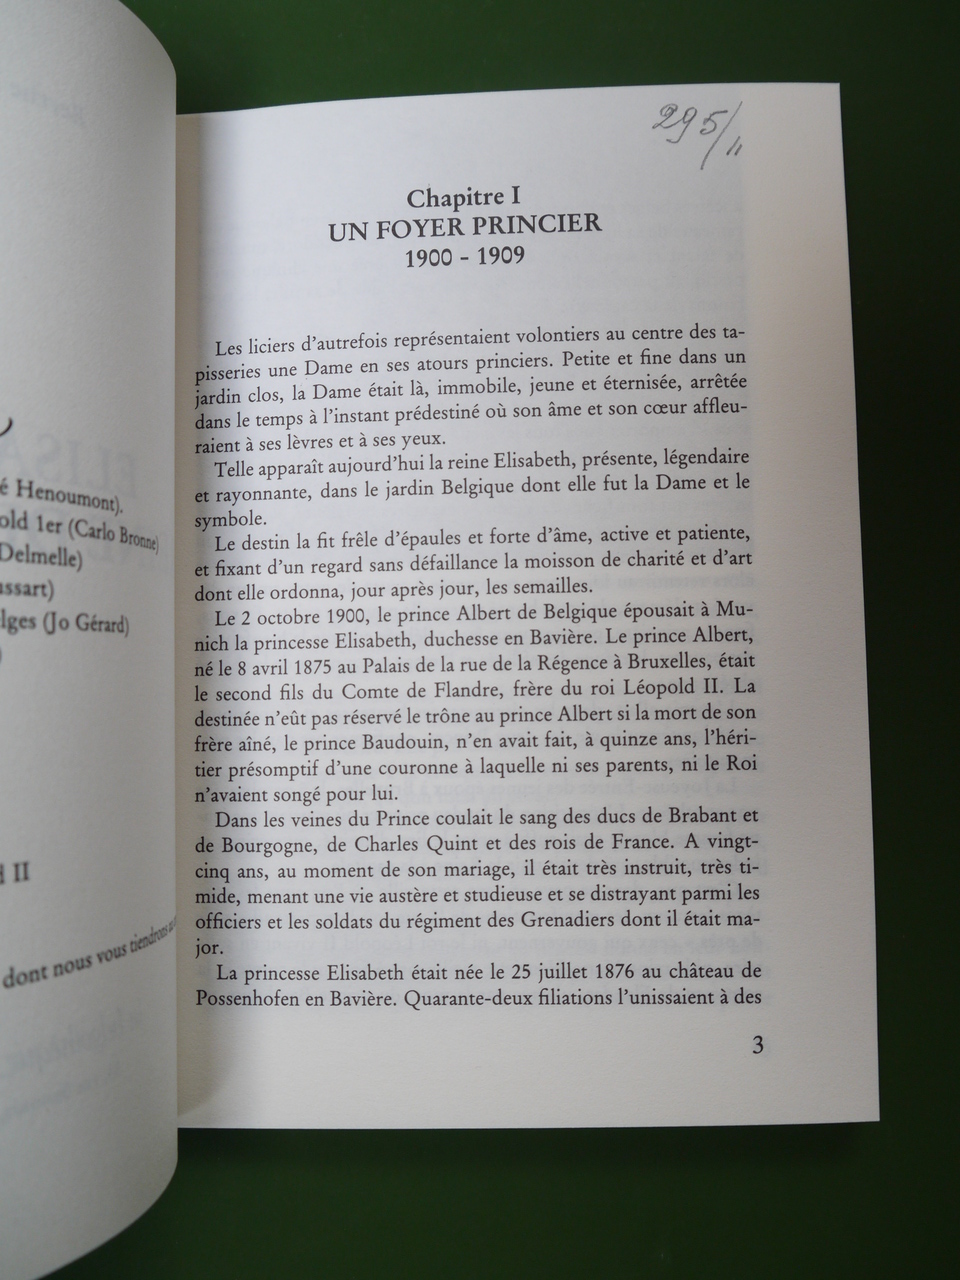 é Henoumont).
old 1er (Carlo Bronne)
Delmelle)
ssart)
lges (Jo Gérard)
)
II
dont nous vous tiendrons
295/11
Chapitre I
UN FOYER PRINCIER
1900 - 1909
Les liciers d'autrefois représentaient volontiers au centre des ta-
pisseries une Dame en ses atours princiers. Petite et fine dans un
jardin clos, la Dame était là, immobile, jeune et éternisée, arrêtée
dans le temps à l'instant prédestiné où son âme et son cœur affleu-
raient à ses lèvres et à ses yeux.
Telle apparaît aujourd'hui la reine Elisabeth, présente, légendaire
et rayonnante, dans le jardin Belgique dont elle fut la Dame et le
symbole.
Le destin la fit frêle d'épaules et forte d'âme, active et patiente,
et fixant d'un regard sans défaillance la moisson de charité et d'art
dont elle ordonna, jour après jour, les semailles.
Le 2 octobre 1900, le prince Albert de Belgique épousait à Mu-
nich la princesse Elisabeth, duchesse en Bavière. Le prince Albert,
né le 8 avril 1875 au Palais de la rue de la Régence à Bruxelles, était
le second fils du Comte de Flandre, frère du roi Léopold II. La
destinée n'eût pas réservé le trône au prince Albert si la mort de son
frère aîné, le prince Baudouin, n'en avait fait, à quinze ans, l'héri-
tier présomptif d'une couronne à laquelle ni ses parents, ni le Roi
n'avaient songé pour lui.
Dans les veines du Prince coulait le sang des ducs de Brabant et
de Bourgogne, de Charles Quint et des rois de France. A vingt-
cinq ans, au moment de son mariage, il était très instruit, très ti-
mide, menant une vie austère et studieuse et se distrayant parmi les
officiers et les soldats du régiment des Grenadiers dont il était ma-
jor.
La princesse Elisabeth était née le 25 juillet 1876 au château de
Possenhofen en Bavière. Quarante-deux filiations l'unissaient à des
3